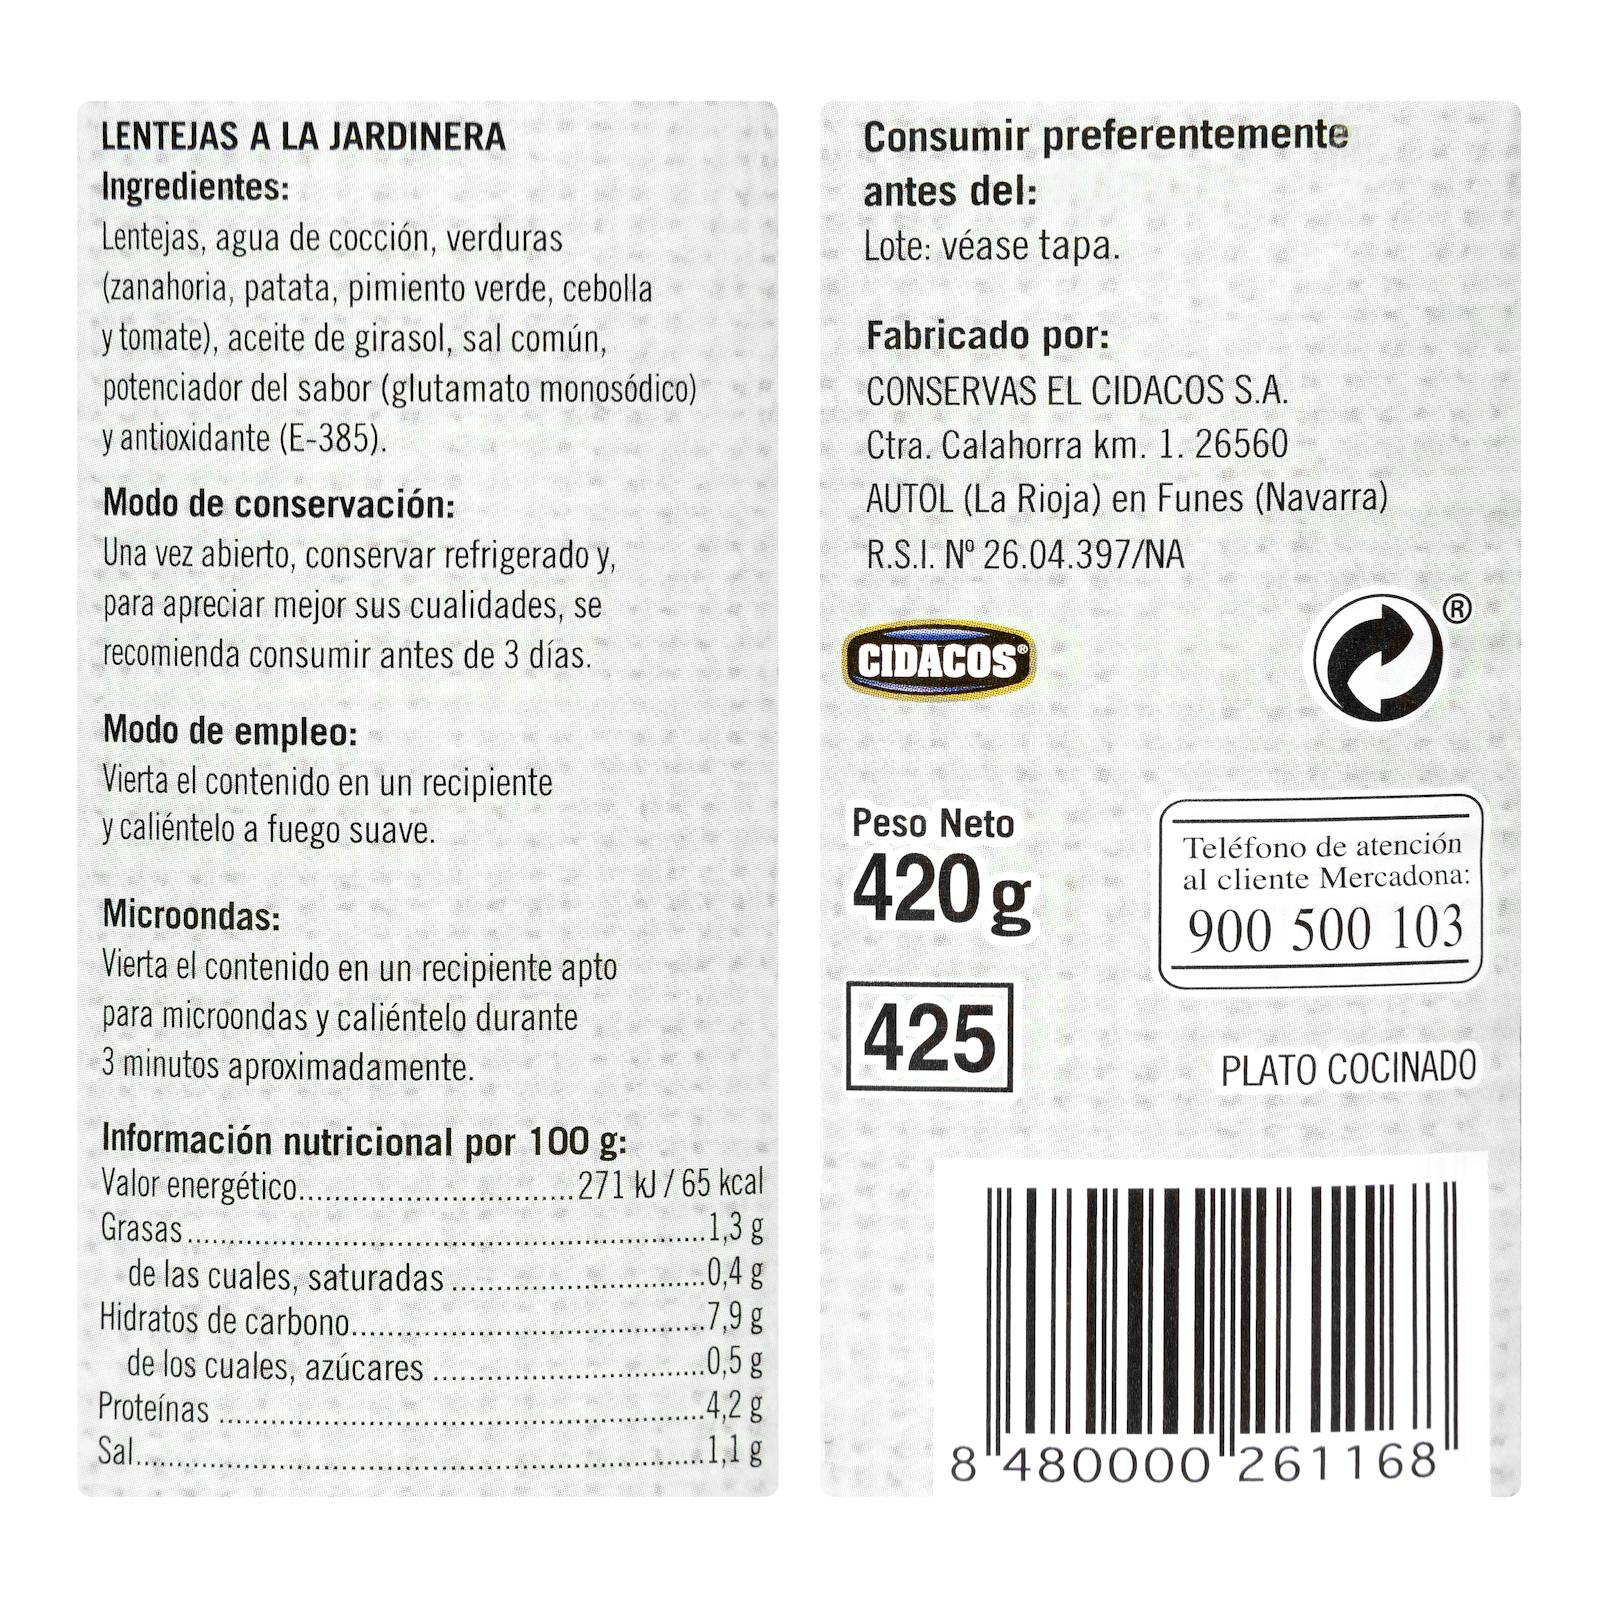 LENTEJAS A LA JARDINERA
Ingredientes:
Lentejas, agua de cocción, verduras
(zanahoria, patata, pimiento verde, cebolla
y tomate), aceite de girasol, sal común,
potenciador del sabor (glutamato monosódico)
y antioxidante (E-385).
Modo de conservación:
Una vez abierto, conservar refrigerado y,
para apreciar mejor sus cualidades, se
recomienda consumir antes de 3 días.
Modo de empleo:
Vierta el contenido en un recipiente
y caliéntelo a fuego suave.
Microondas:
Vierta el contenido en un recipiente apto
para microondas y caliéntelo durante
3 minutos aproximadamente.
Información nutricional por 100 g:
Valor energético..............................271 kJ / 65 kcal
Grasas..........................................................1,3 g
de las cuales, saturadas ............................0,4 g
Hidratos de carbono.......................................7,9 g
de los cuales, azúcares ..............................0,5 g
Proteínas ......................................................4,2 g
Sal................................................................1,1 g
Consumir preferentemente
antes del:
Lote: véase tapa.
Fabricado por:
CONSERVAS EL CIDACOS S.A.
Ctra. Calahorra km. 1. 26560
AUTOL (La Rioja) en Funes (Navarra)
R.S.I. Nº 26.04.397/NA
CIDACOS®
®
Peso Neto
420 g
Teléfono de atención
al cliente Mercadona:
900 500 103
425
PLATO COCINADO
8 480000 261168